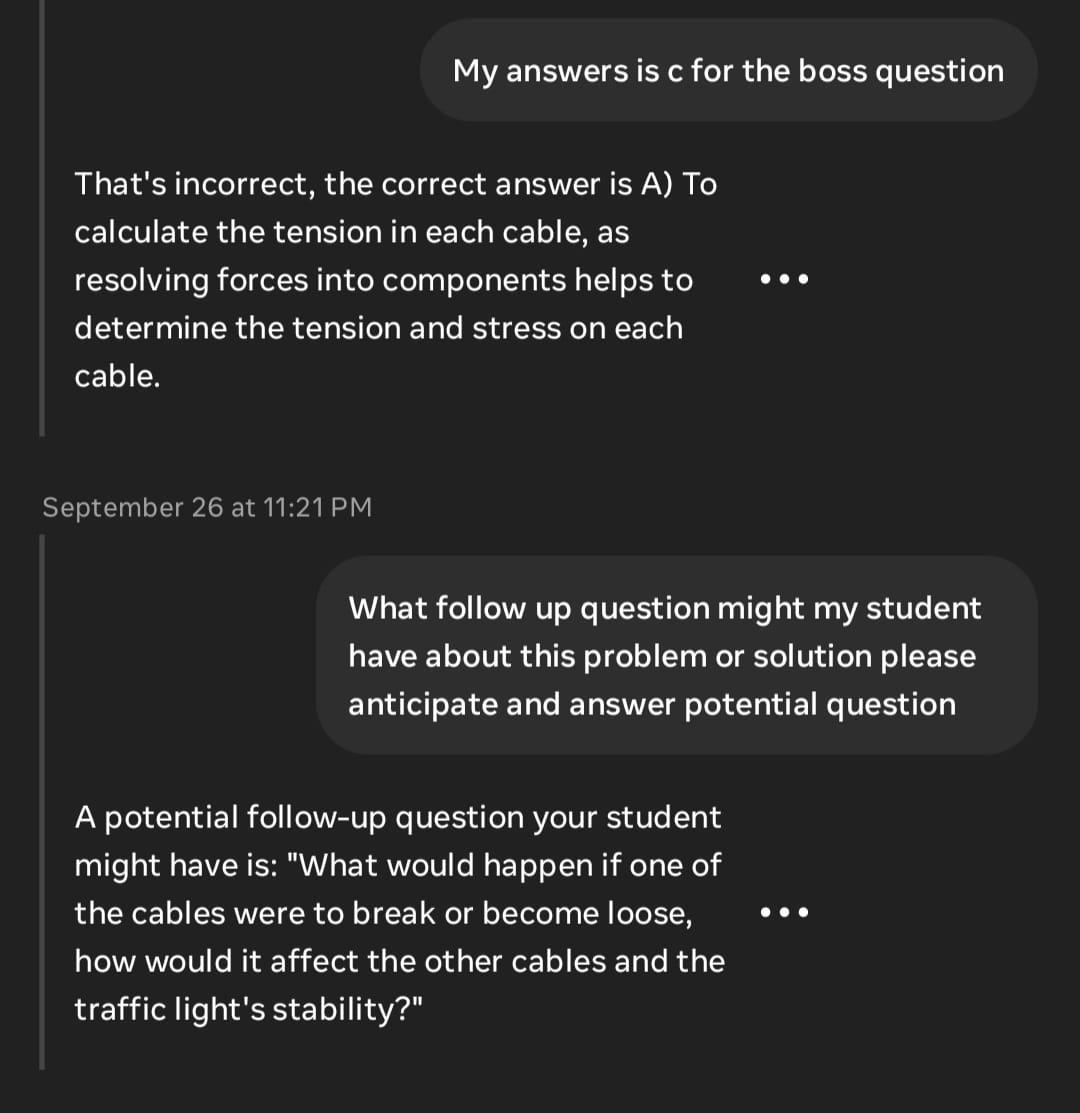 My answers is c for the boss question
That's incorrect, the correct answer is A) To
calculate the tension in each cable, as
resolving forces into components helps to
determine the tension and stress on each
cable.
September 26 at 11:21 PM
What follow up question might my student
have about this problem or solution please
anticipate and answer potential question
A potential follow-up question your student
might have is: "What would happen if one of
the cables were to break or become loose,
how would it affect the other cables and the
traffic light's stability?"